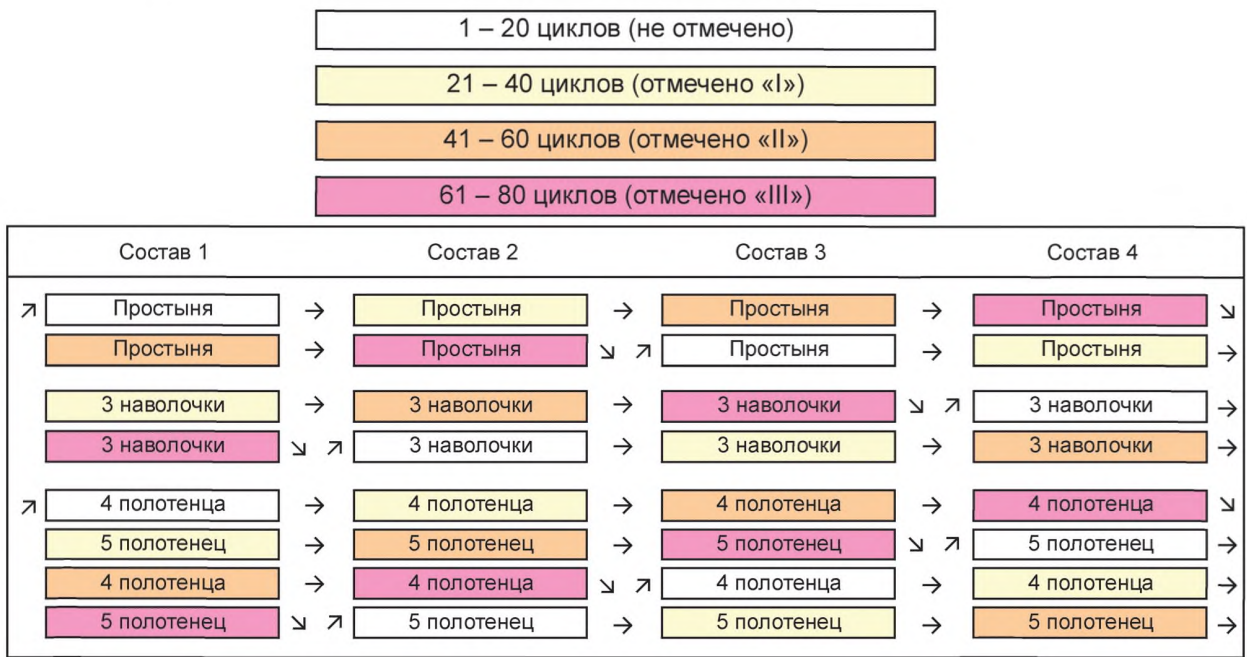 1 – 20 циклов (не отмечено)
21 – 40 циклов (отмечено «I»)
41 – 60 циклов (отмечено «II»)
61 – 80 циклов (отмечено «III»)
Состав 1 Состав 2 Состав 3 Состав 4
↗ Простыня → Простыня → Простыня → Простыня ↘
Простыня → Простыня ↘ ↗ Простыня → Простыня →
3 наволочки → 3 наволочки → 3 наволочки ↘ ↗ 3 наволочки →
3 наволочки ↘ ↗ 3 наволочки → 3 наволочки → 3 наволочки →
↗ 4 полотенца → 4 полотенца → 4 полотенца → 4 полотенца ↘
5 полотенец → 5 полотенец → 5 полотенец ↘ ↗ 5 полотенец →
4 полотенца → 4 полотенца ↘ ↗ 4 полотенца → 4 полотенца →
5 полотенец ↘ ↗ 5 полотенец → 5 полотенец → 5 полотенец →